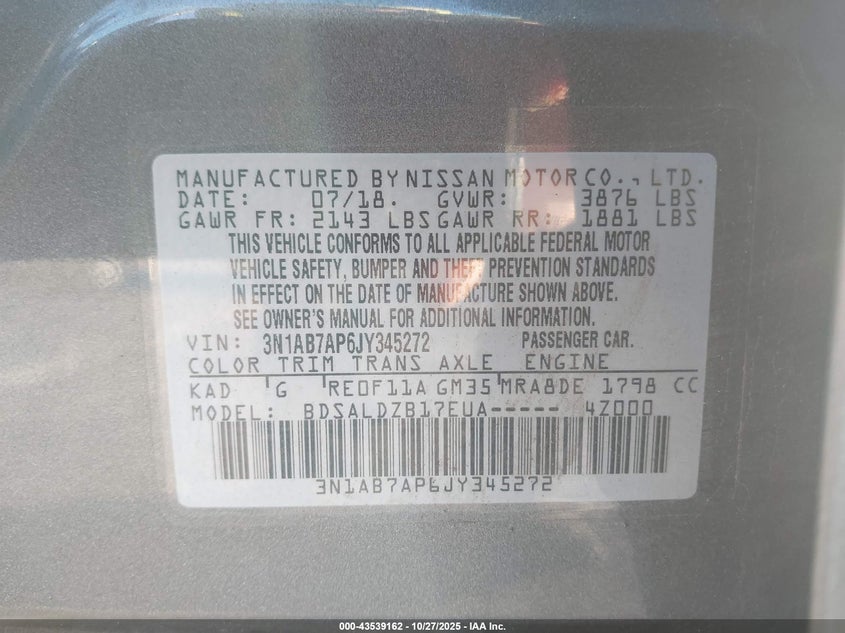 MANUFACTURED BY NISSAN MOTOR CO., LTD.
DATE: 07/18. GVWR: 3876 LBS
GAWR FR: 2143 LBS GAWR RR: 1881 LBS
THIS VEHICLE CONFORMS TO ALL APPLICABLE FEDERAL MOTOR
VEHICLE SAFETY, BUMPER AND THEFT PREVENTION STANDARDS
IN EFFECT ON THE DATE OF MANUFACTURE SHOWN ABOVE.
SEE OWNER'S MANUAL FOR ADDITIONAL INFORMATION.
VIN: 3N1AB7AP6JY345272 PASSENGER CAR.
COLOR TRIM TRANS AXLE ENGINE
KAD G RE0F11A GM35 MRA8DE 1798 CC
MODEL: BDSALDZB17EUA----- 4Z000
3N1AB7AP6JY345272
000-43539162 - 10/27/2025 - IAA Inc.